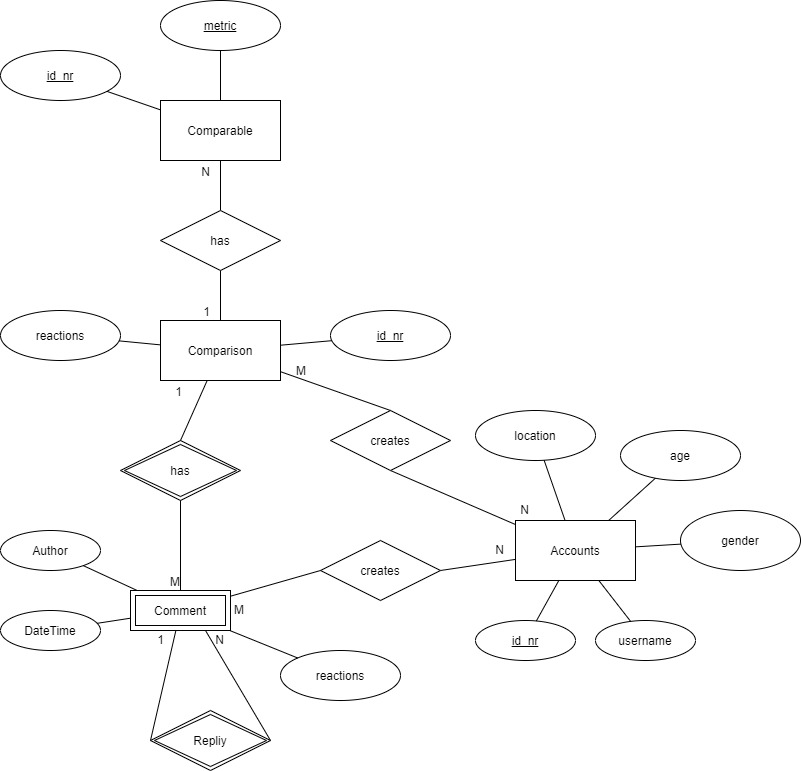 metric
id_nr
Comparable
N
has
1
reactions
Comparison
id_nr
1
M
creates
location
age
has
N
Accounts
gender
Author
N
creates
M
Comment
M
DateTime
1
N
id_nr
username
reactions
Repliy